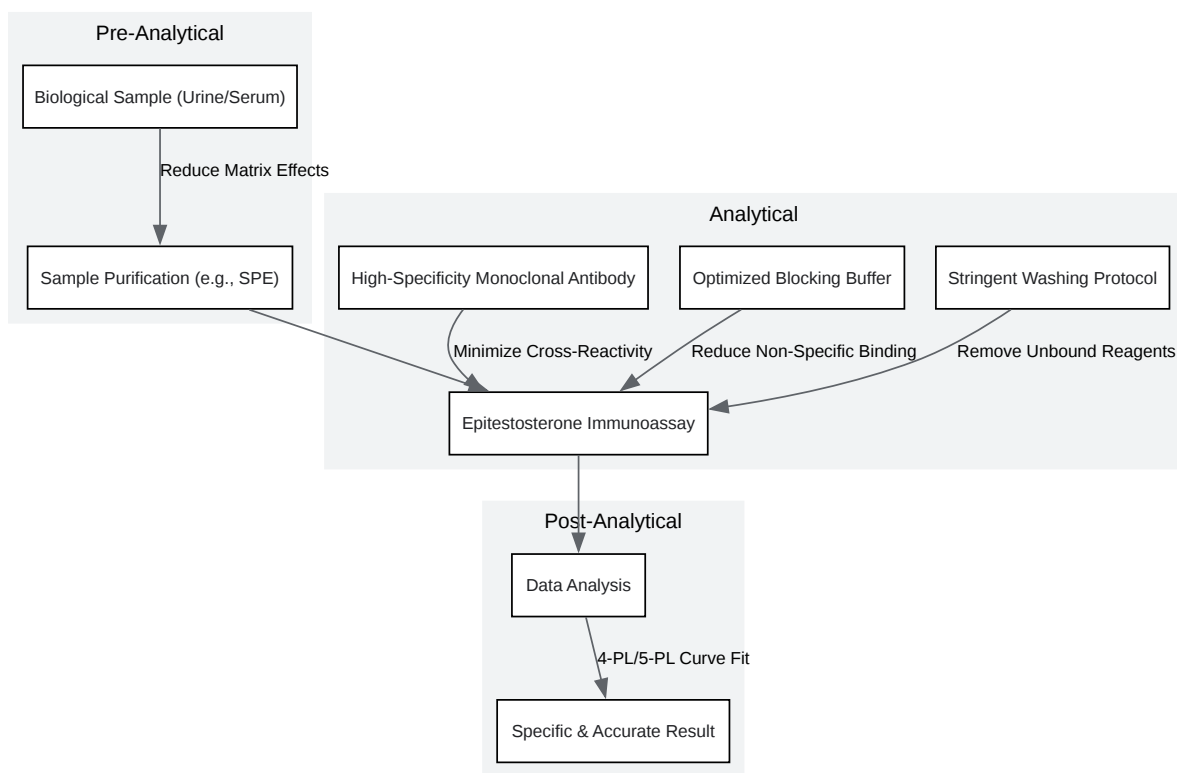 Pre-Analytical
Biological Sample (Urine/Serum)
Reduce Matrix Effects
Sample Purification (e.g., SPE)
Analytical
High-Specificity Monoclonal Antibody
Optimized Blocking Buffer
Stringent Washing Protocol
Minimize Cross-Reactivity
Reduce Non-Specific Binding
Remove Unbound Reagents
Epitestosterone Immunoassay
Post-Analytical
Data Analysis
4-PL/5-PL Curve Fit
Specific & Accurate Result